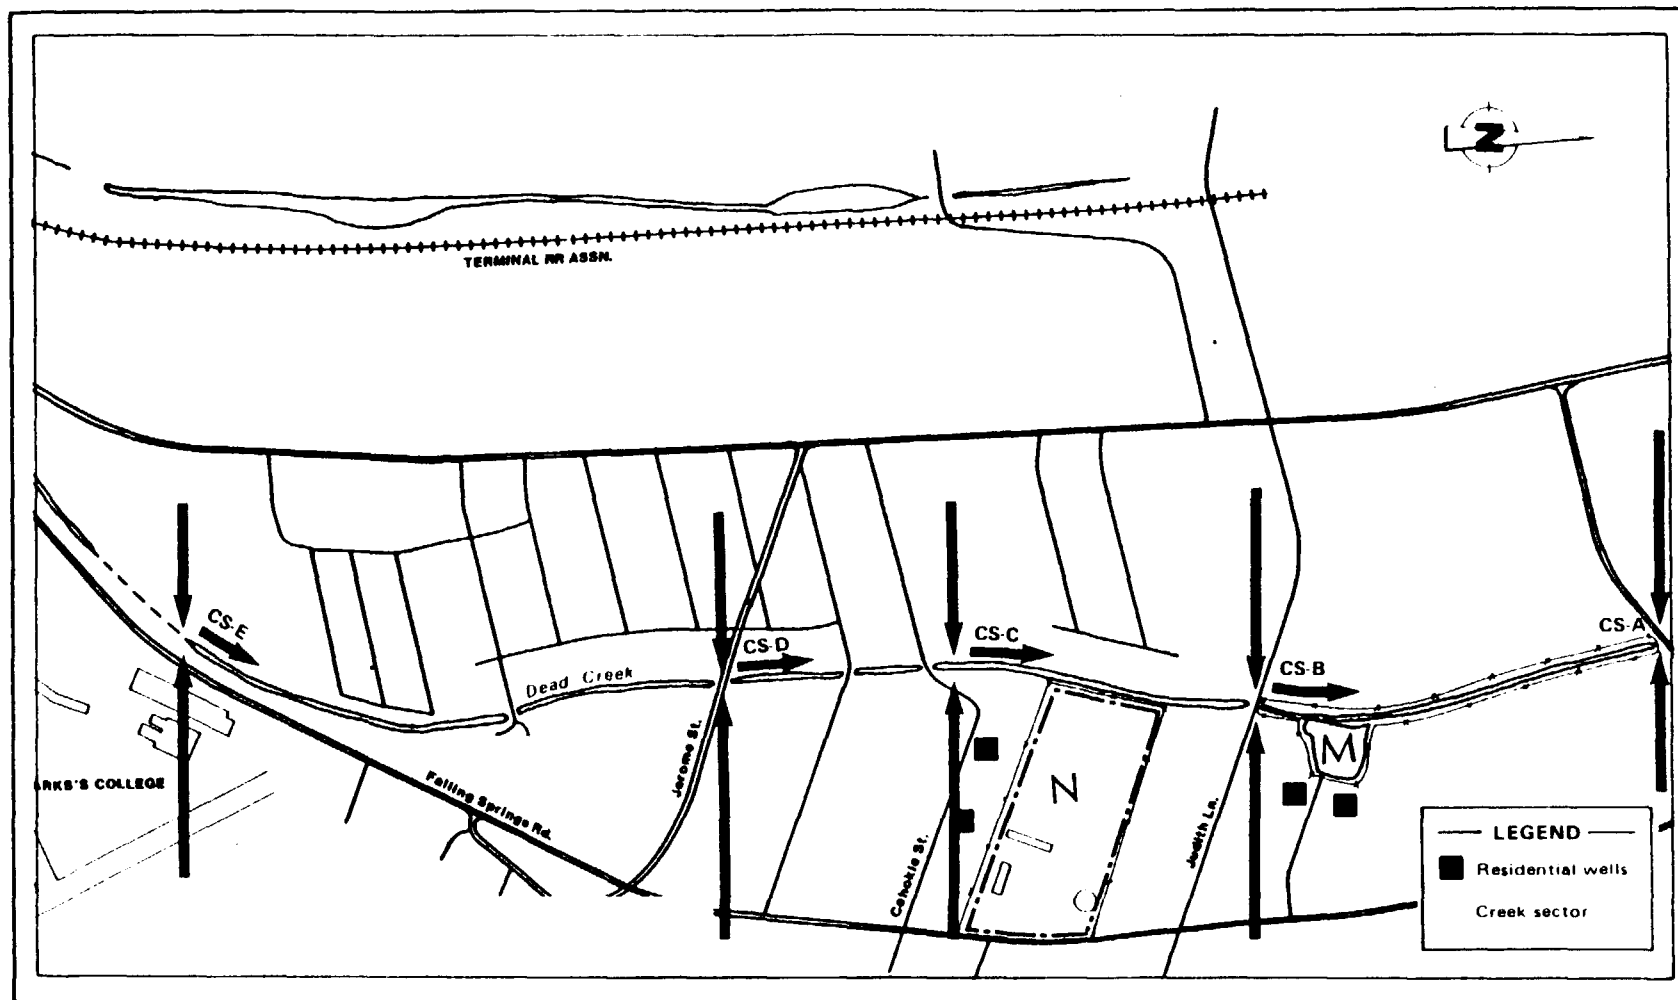 N
TERMINAL RR ASSN.
CS-E
CS-D
CS-C
CS-B
CS-A
Dead Creek
ARKS'S COLLEGE
Falling Springs Rd.
Jerome St.
Cahokia St.
Judith Ln.
N
M
LEGEND
Residential wells
Creek sector